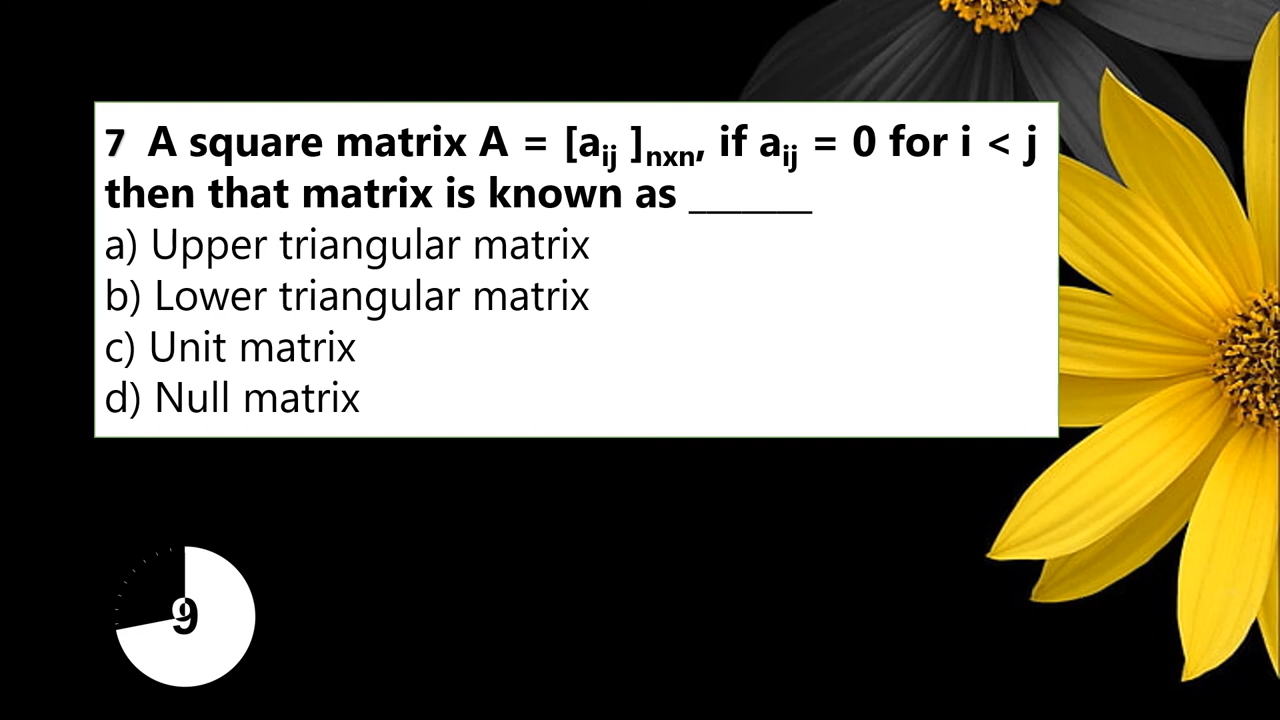 7 A square matrix A = [aij ]nxn, if aij = 0 for i < j
then that matrix is known as _______
a) Upper triangular matrix
b) Lower triangular matrix
c) Unit matrix
d) Null matrix
9